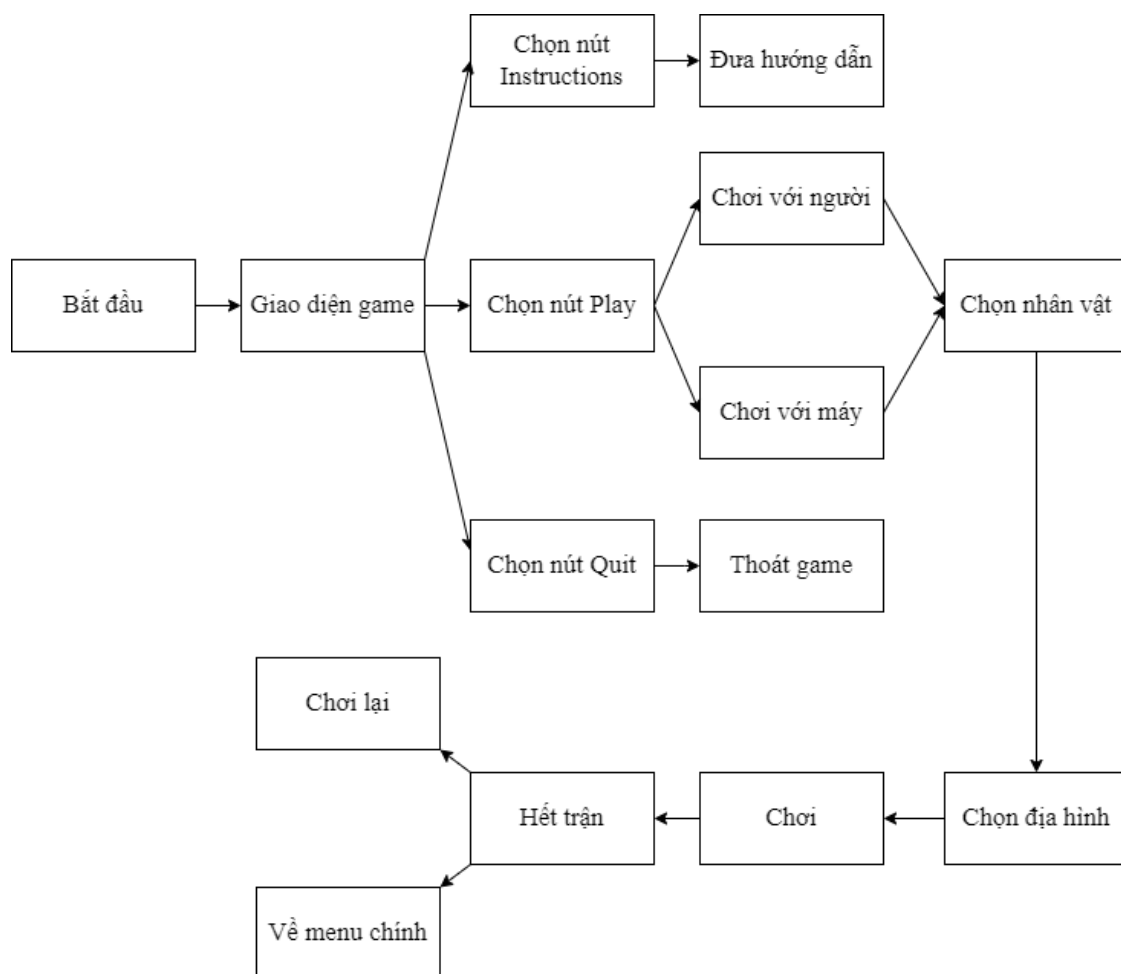 Chọn nút
Instructions
Đưa hướng dẫn
Chơi với người
Bắt đầu
Giao diện game
Chọn nút Play
Chọn nhân vật
Chơi với máy
Chọn nút Quit
Thoát game
Chơi lại
Hết trận
Chơi
Chọn địa hình
Về menu chính